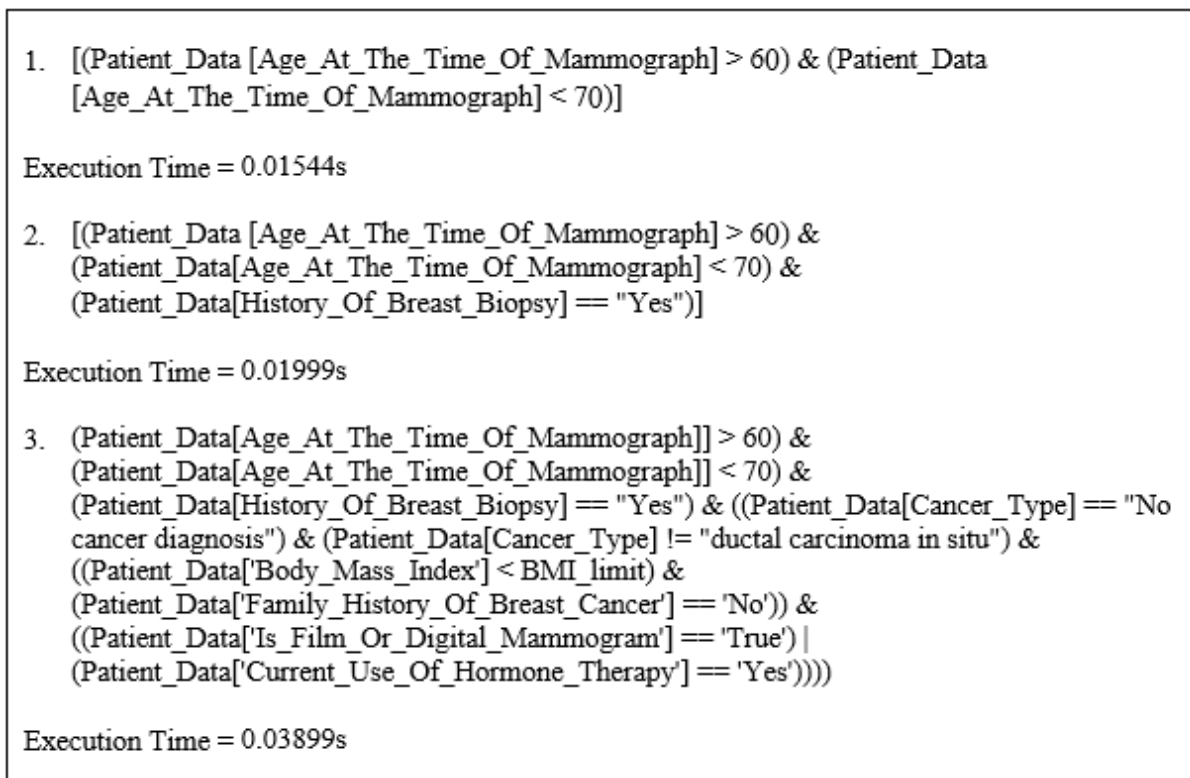 1. [(Patient_Data [Age_At_The_Time_Of_Mammograph] > 60) & (Patient_Data
[Age_At_The_Time_Of_Mammograph] < 70)]
Execution Time = 0.01544s
2. [(Patient_Data [Age_At_The_Time_Of_Mammograph] > 60) &
(Patient_Data[Age_At_The_Time_Of_Mammograph] < 70) &
(Patient_Data[History_Of_Breast_Biopsy] == "Yes")]
Execution Time = 0.01999s
3. (Patient_Data[Age_At_The_Time_Of_Mammograph]] > 60) &
(Patient_Data[Age_At_The_Time_Of_Mammograph]] < 70) &
(Patient_Data[History_Of_Breast_Biopsy] == "Yes") & ((Patient_Data[Cancer_Type] == "No
cancer diagnosis") & (Patient_Data[Cancer_Type] != "ductal carcinoma in situ") &
((Patient_Data['Body_Mass_Index'] < BMI_limit) &
(Patient_Data['Family_History_Of_Breast_Cancer'] == 'No')) &
((Patient_Data['Is_Film_Or_Digital_Mammogram'] == 'True') |
(Patient_Data['Current_Use_Of_Hormone_Therapy'] == 'Yes'))))
Execution Time = 0.03899s